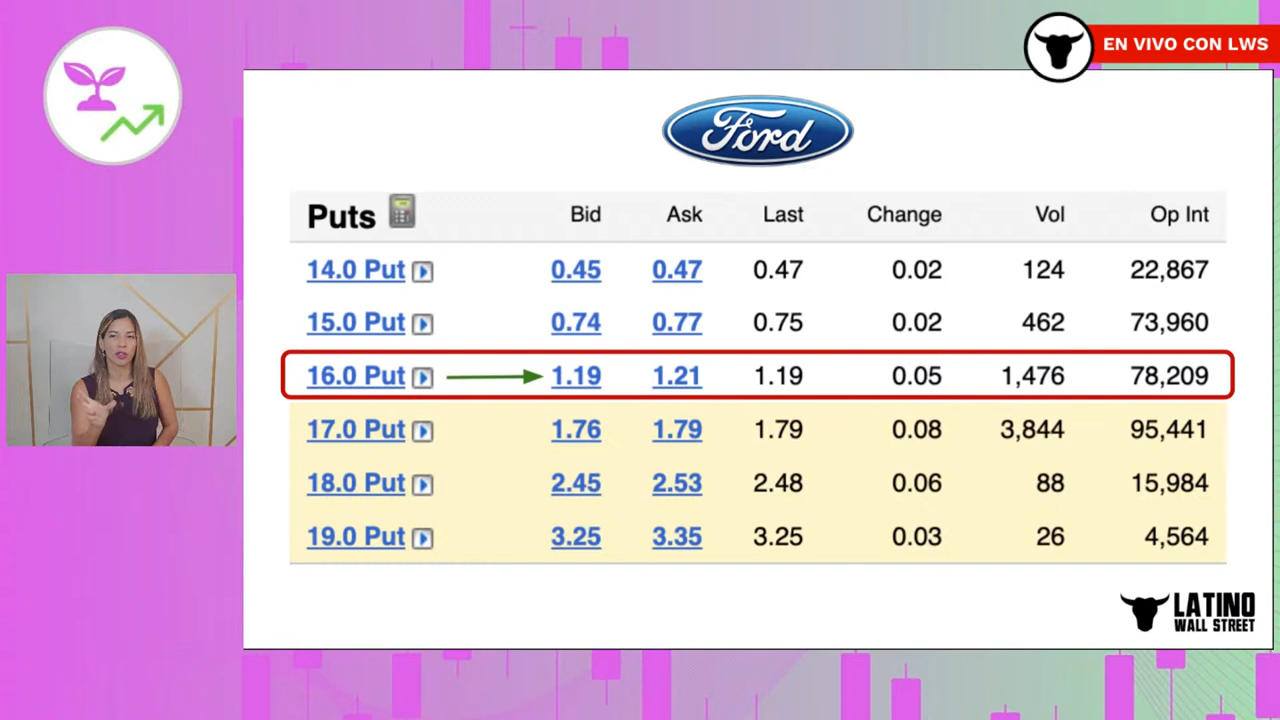 EN VIVO CON LWS
Ford
Puts Bid Ask Last Change Vol Op Int
14.0 Put 0.45 0.47 0.47 0.02 124 22,867
15.0 Put 0.74 0.77 0.75 0.02 462 73,960
16.0 Put 1.19 1.21 1.19 0.05 1,476 78,209
17.0 Put 1.76 1.79 1.79 0.08 3,844 95,441
18.0 Put 2.45 2.53 2.48 0.06 88 15,984
19.0 Put 3.25 3.35 3.25 0.03 26 4,564
LATINO
WALL STREET